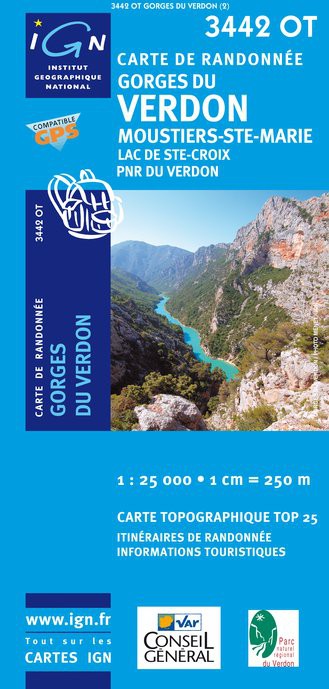 3442 OT GORGES DU VERDON (2)
3442 OT
IGN
INSTITUT
GEOGRAPHIQUE
NATIONAL
CARTE DE RANDONNÉE
GORGES DU
VERDON
MOUSTIERS-STE-MARIE
LAC DE STE-CROIX
PNR DU VERDON
COMPATIBLE
GPS
3442 OT
CARTE DE RANDONNÉE
GORGES
DU VERDON
1 : 25 000 • 1 cm = 250 m
CARTE TOPOGRAPHIQUE TOP 25
ITINÉRAIRES DE RANDONNÉE
INFORMATIONS TOURISTIQUES
www.ign.fr
Tout sur les
CARTES IGN
VAR
CONSEIL
GÉNÉRAL
Parc
naturel
régional
du Verdon